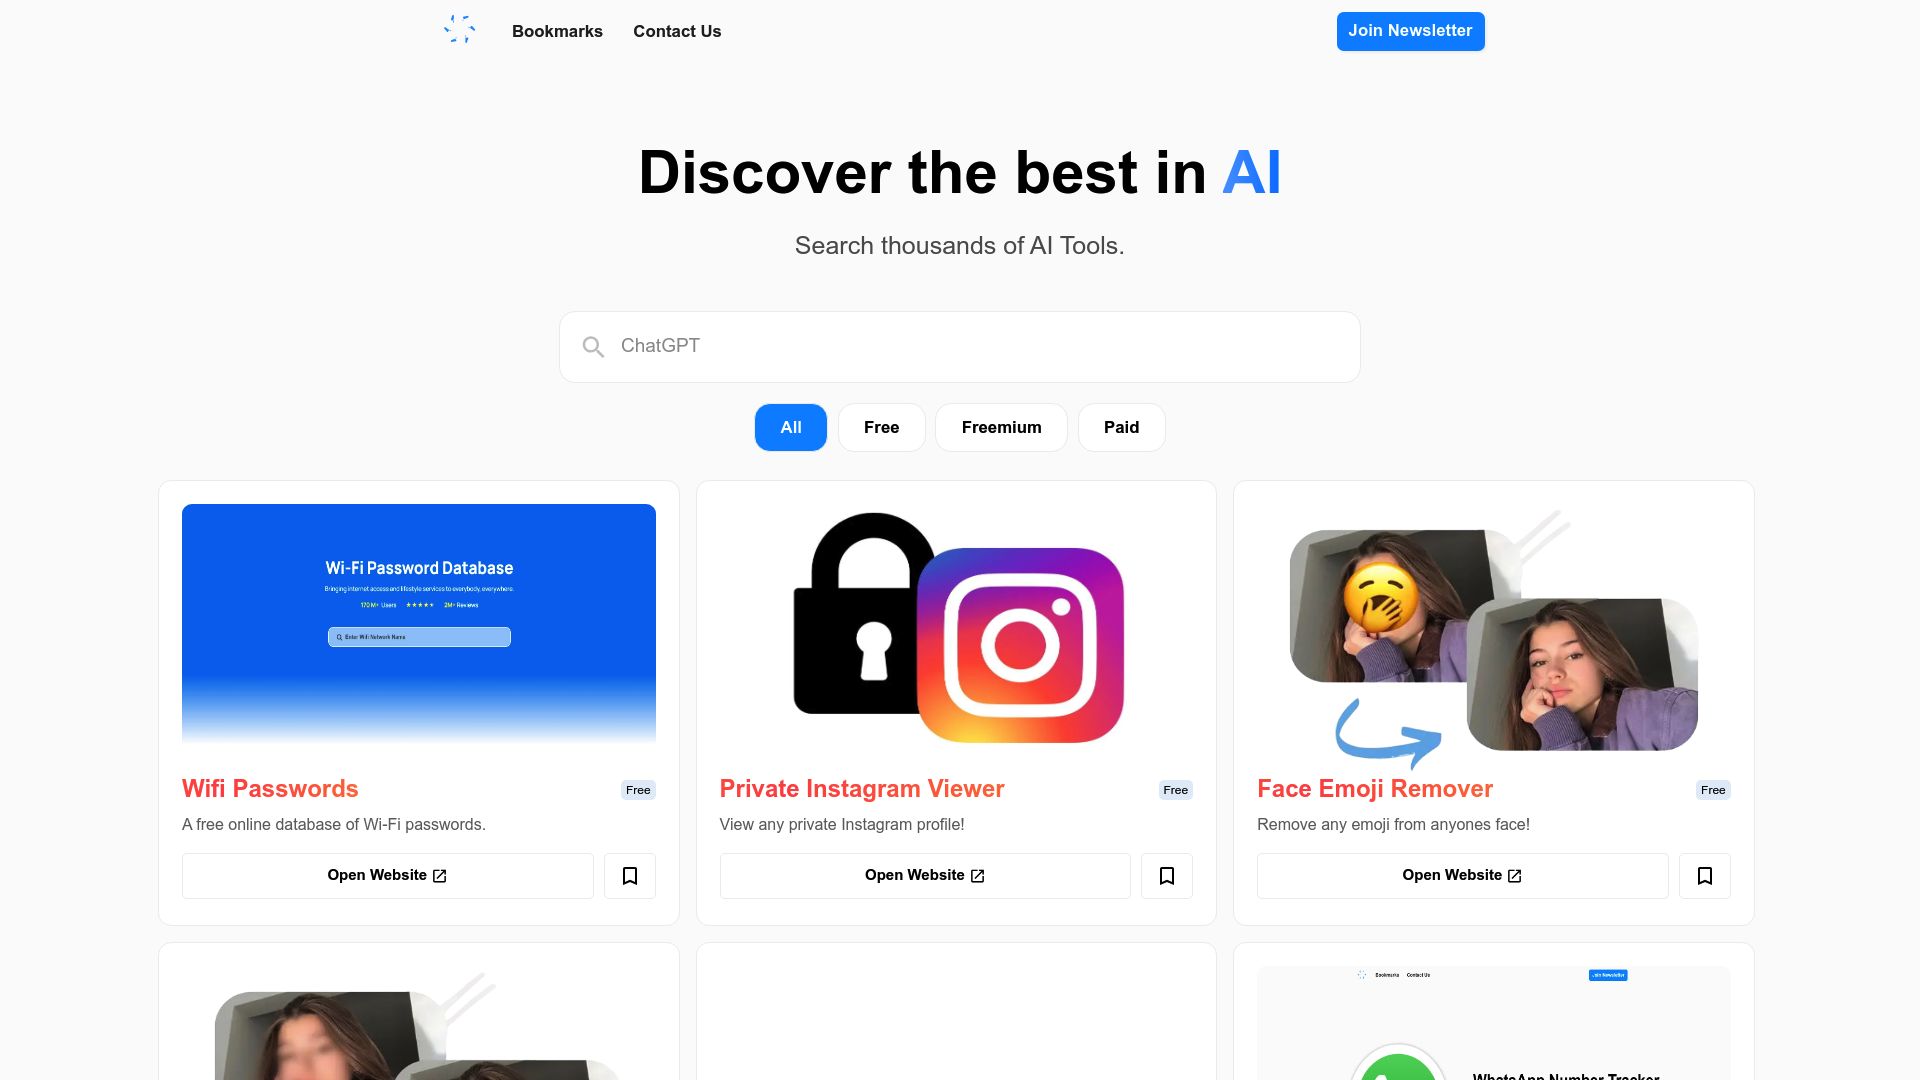 Bookmarks
Contact Us
Join Newsletter
Discover the best in AI
Search thousands of AI Tools.
ChatGPT
All
Free
Freemium
Paid
Wi-Fi Password Database
Bringing internet access and lifestyle services to everybody, everywhere.
170 M+ Users ★★★★★ 2M+ Reviews
Enter Wifi Network Name
Wifi Passwords
Free
A free online database of Wi-Fi passwords.
Open Website
Private Instagram Viewer
Free
View any private Instagram profile!
Open Website
Face Emoji Remover
Free
Remove any emoji from anyones face!
Open Website
Bookmarks
Contact Us
Join Newsletter
WhatsApp Number Tracker